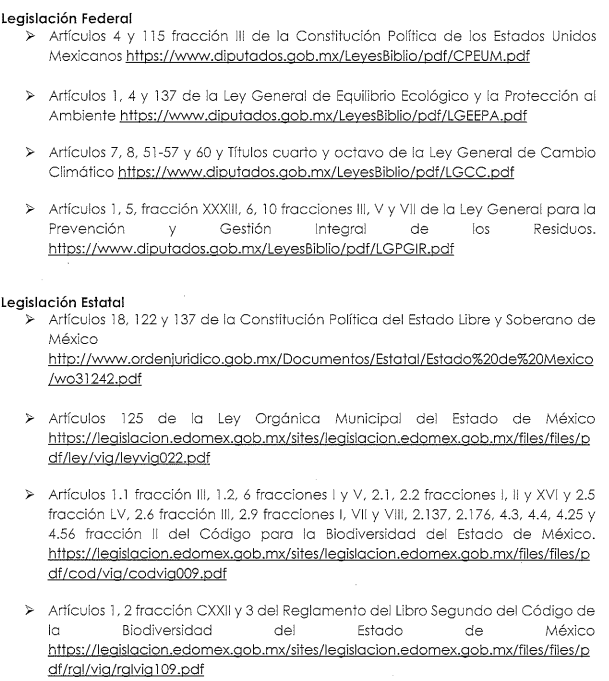 Legislación Federal
➤ Artículos 4 y 115 fracción III de la Constitución Política de los Estados Unidos
Mexicanos https://www.diputados.gob.mx/LeyesBiblio/pdf/CPEUM.pdf
➤ Artículos 1, 4 y 137 de la Ley General de Equilibrio Ecológico y la Protección al
Ambiente https://www.diputados.gob.mx/LeyesBiblio/pdf/LGEEPA.pdf
➤ Artículos 7, 8, 51-57 y 60 y Títulos cuarto y octavo de la Ley General de Cambio
Climático https://www.diputados.gob.mx/LeyesBiblio/pdf/LGCC.pdf
➤ Artículos 1, 5, fracción XXXIII, 6, 10 fracciones III, V y VII de la Ley General para la
Prevención y Gestión Integral de los Residuos.
https://www.diputados.gob.mx/LeyesBiblio/pdf/LGPGIR.pdf
Legislación Estatal
➤ Artículos 18, 122 y 137 de la Constitución Política del Estado Libre y Soberano de
México
http://www.ordenjuridico.gob.mx/Documentos/Estatal/Estado%20de%20Mexico
/wo31242.pdf
➤ Artículos 125 de la Ley Orgánica Municipal del Estado de México
https://legislacion.edomex.gob.mx/sites/legislacion.edomex.gob.mx/files/files/p
df/ley/vig/leyvig022.pdf
➤ Artículos 1.1 fracción III, 1.2, 6 fracciones I y V, 2.1, 2.2 fracciones I, II y XVI y 2.5
fracción LV, 2.6 fracción III, 2.9 fracciones I, VII y VIII, 2.137, 2.176, 4.3, 4.4, 4.25 y
4.56 fracción II del Código para la Biodiversidad del Estado de México.
https://legislacion.edomex.gob.mx/sites/legislacion.edomex.gob.mx/files/files/p
df/cod/vig/codvig009.pdf
➤ Artículos 1, 2 fracción CXXII y 3 del Reglamento del Libro Segundo del Código de
la Biodiversidad del Estado de México
https://legislacion.edomex.gob.mx/sites/legislacion.edomex.gob.mx/files/files/p
df/rgl/vig/rglvig109.pdf